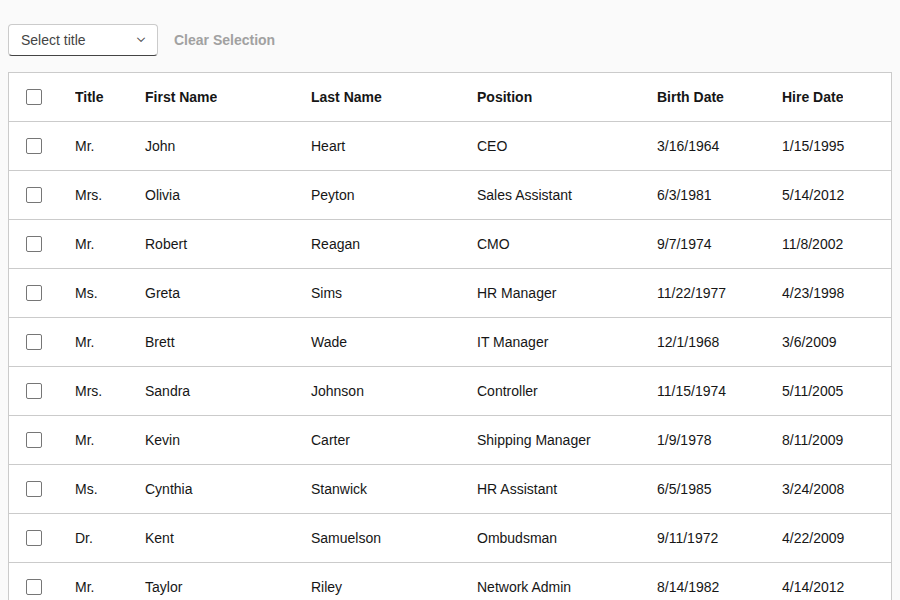 Select title Clear Selection
Title First Name Last Name Position Birth Date Hire Date
Mr. John Heart CEO 3/16/1964 1/15/1995
Mrs. Olivia Peyton Sales Assistant 6/3/1981 5/14/2012
Mr. Robert Reagan CMO 9/7/1974 11/8/2002
Ms. Greta Sims HR Manager 11/22/1977 4/23/1998
Mr. Brett Wade IT Manager 12/1/1968 3/6/2009
Mrs. Sandra Johnson Controller 11/15/1974 5/11/2005
Mr. Kevin Carter Shipping Manager 1/9/1978 8/11/2009
Ms. Cynthia Stanwick HR Assistant 6/5/1985 3/24/2008
Dr. Kent Samuelson Ombudsman 9/11/1972 4/22/2009
Mr. Taylor Riley Network Admin 8/14/1982 4/14/2012